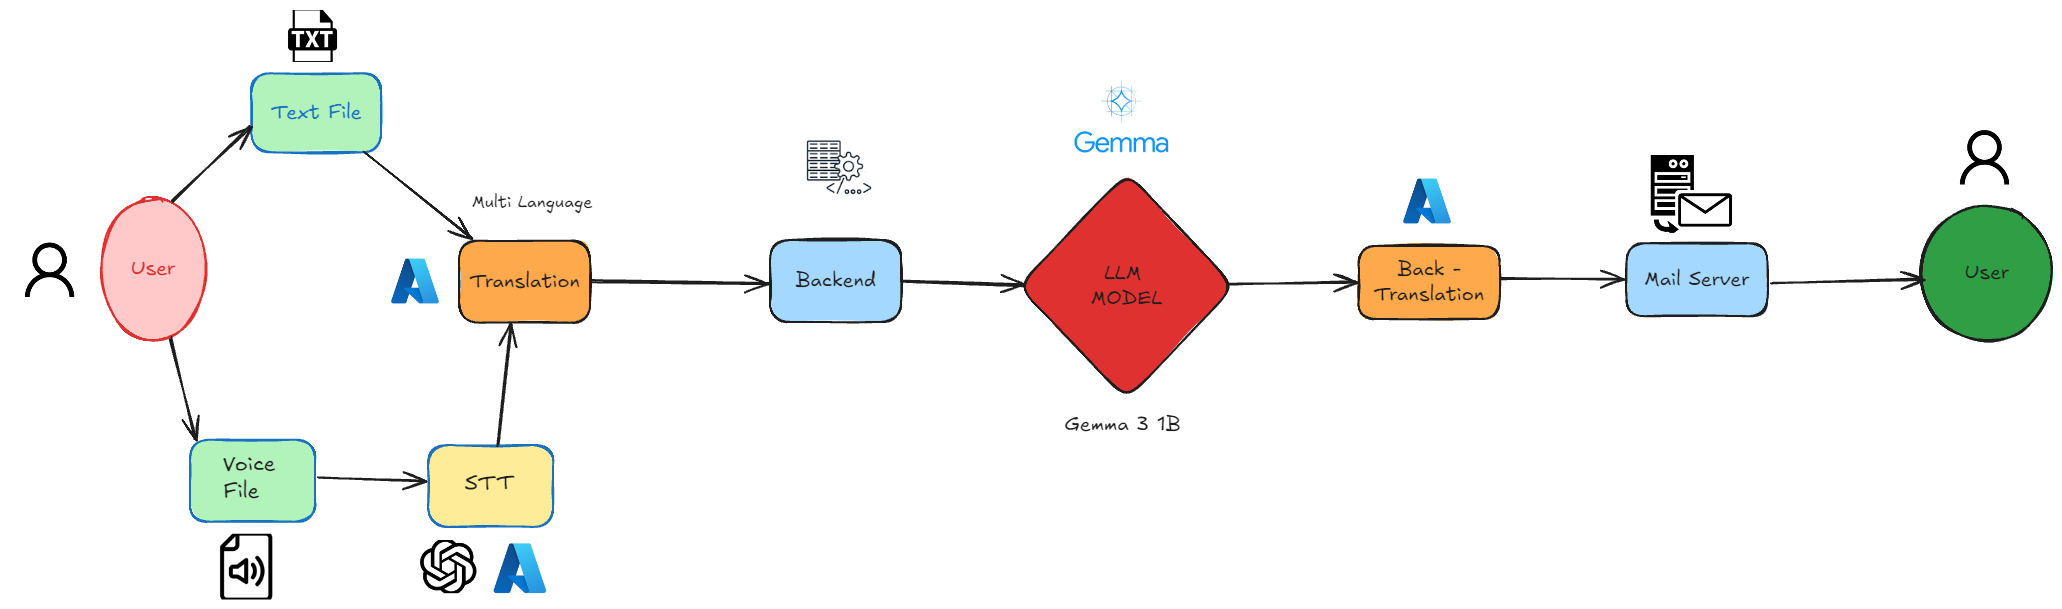 TXT
Text File
User
Multi Language
Translation
Voice
File
STT
Backend
Gemma
LLM
MODEL
Gemma 3 1B
Back -
Translation
Mail Server
User